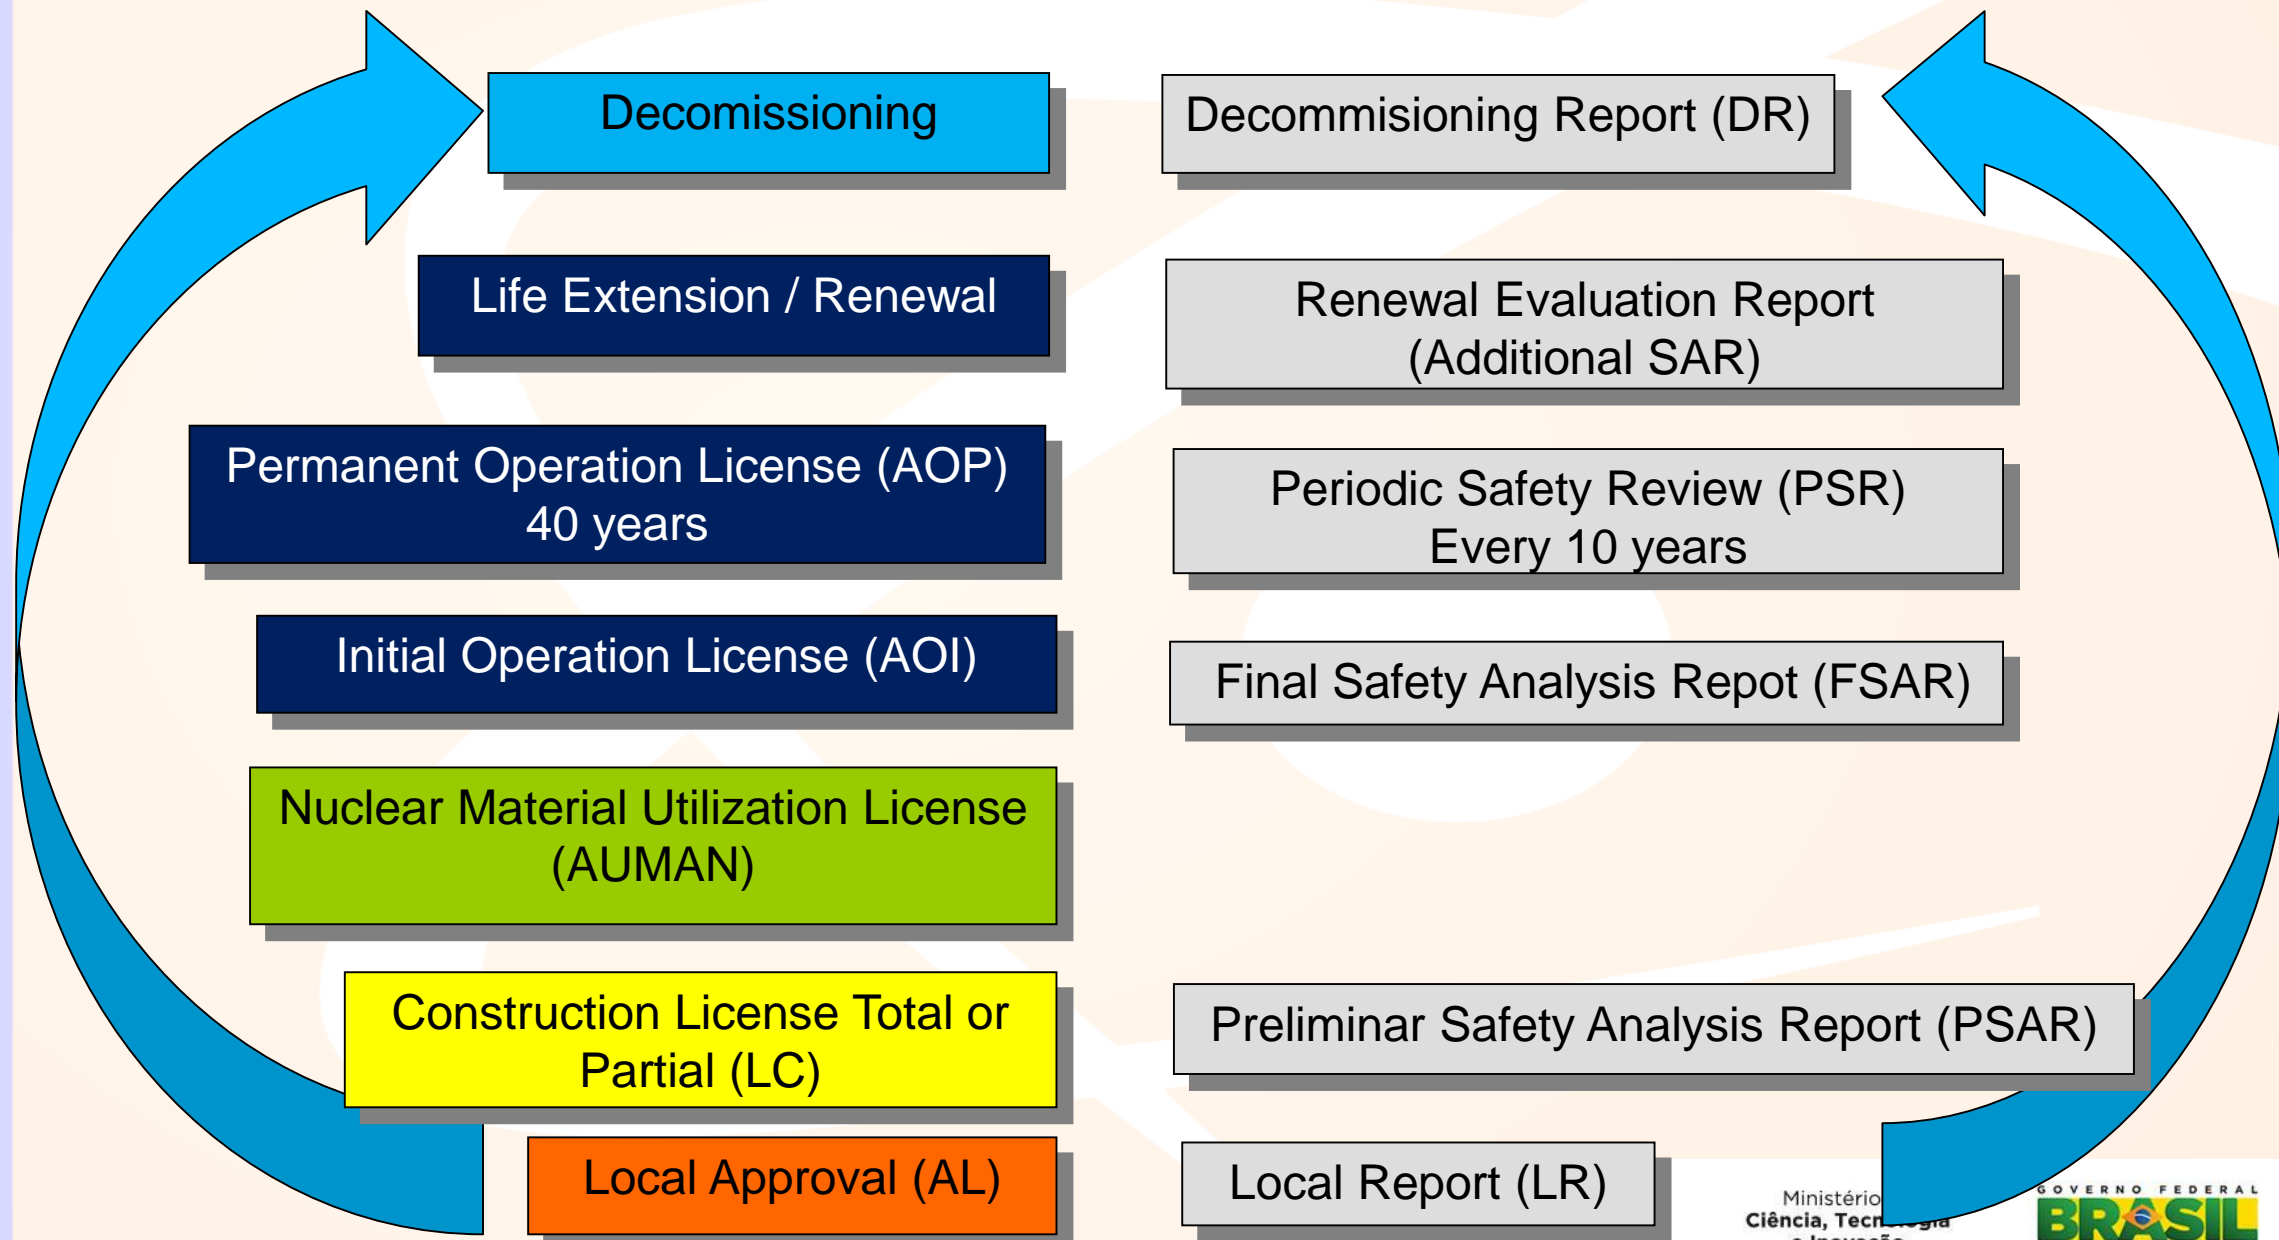 Decomissioning
Decommisioning Report (DR)
Life Extension / Renewal
Renewal Evaluation Report
(Additional SAR)
Permanent Operation License (AOP)
40 years
Periodic Safety Review (PSR)
Every 10 years
Initial Operation License (AOI)
Final Safety Analysis Repot (FSAR)
Nuclear Material Utilization License
(AUMAN)
Construction License Total or
Partial (LC)
Preliminar Safety Analysis Report (PSAR)
Local Approval (AL)
Local Report (LR)
Ministério
Ciência, Tecnologia
e Inovação
GOVERNO FEDERAL
BRASIL